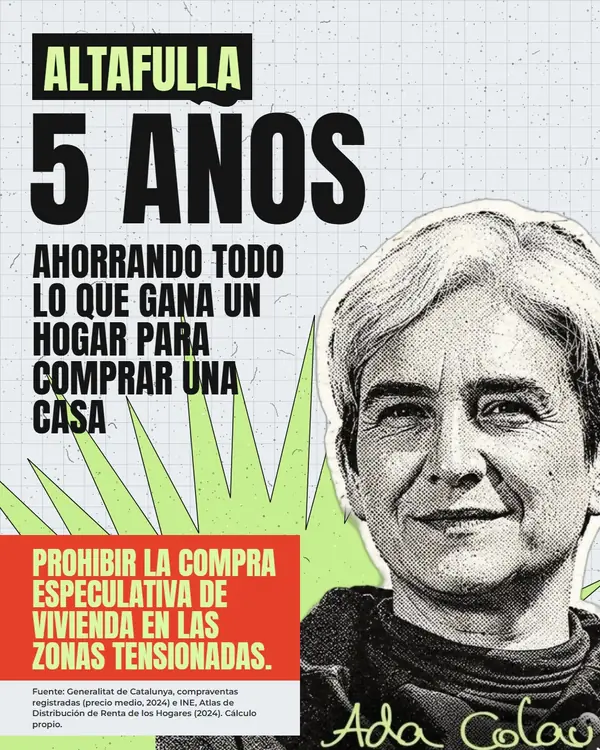 ALTAFULLA
5 AÑOS
AHORRANDO TODO
LO QUE GANA UN
HOGAR PARA
COMPRAR UNA
CASA
PROHIBIR LA COMPRA
ESPECULATIVA DE
VIVIENDA EN LAS
ZONAS TENSIONADAS.
Fuente: Generalitat de Catalunya, compraventas
registradas (precio medio, 2024) e INE, Atlas de
Distribución de Renta de los Hogares (2024). Cálculo
propio.
Ada Colau